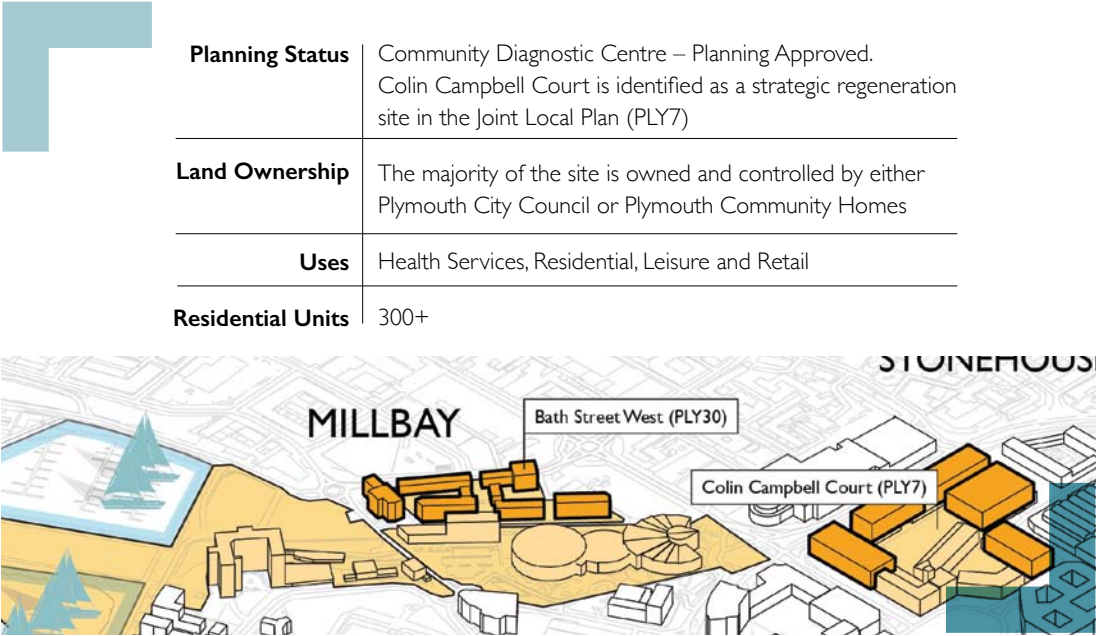 Planning Status
Community Diagnostic Centre – Planning Approved.
Colin Campbell Court is identified as a strategic regeneration
site in the Joint Local Plan (PLY7)
Land Ownership
The majority of the site is owned and controlled by either
Plymouth City Council or Plymouth Community Homes
Uses
Health Services, Residential, Leisure and Retail
Residential Units
300+
STONEHOUS
MILLBAY
Bath Street West (PLY30)
Colin Campbell Court (PLY7)